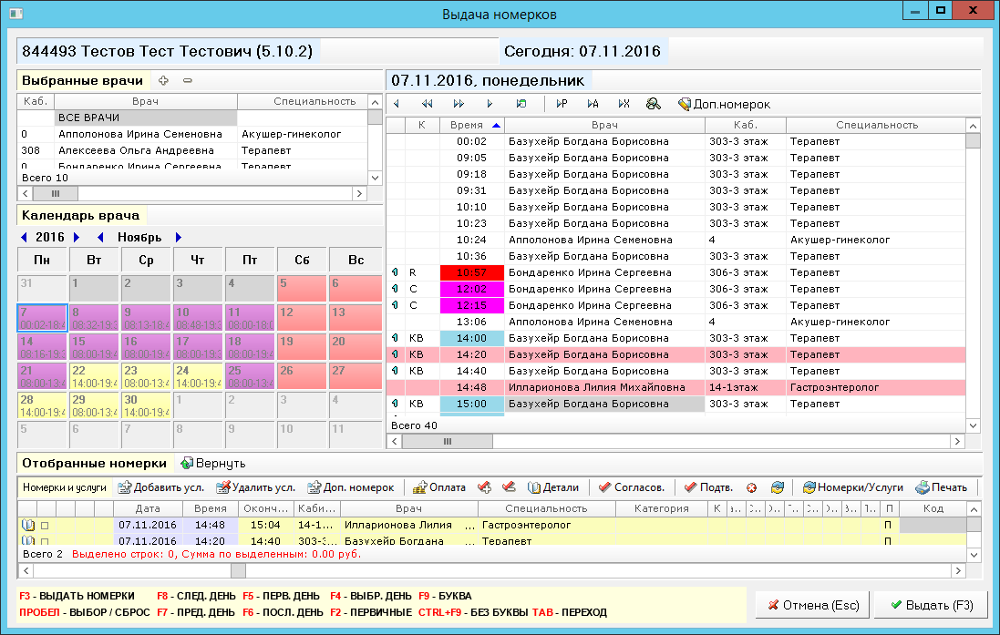 Выдача номерков
844493 Тестов Тест Тестович (5.10.2) Сегодня: 07.11.2016
Выбранные врачи
Каб. Врач Специальность
ВСЕ ВРАЧИ
0 Апполонова Ирина Семеновна Акушер-гинеколог
308 Алексеева Ольга Андреевна Терапевт
0 Бондаренко Ирина Сергеевна Терапевт
Всего 10
Календарь врача
2016 Ноябрь
Пн Вт Ср Чт Пт Сб Вс
31 1 2 3 4 5 6
7 8 9 10 11 12 13
00:02-18:4 08:32-19:3 08:13-18:4 08:48-19:3 08:00-18:0
14 15 16 17 18 19 20
08:16-19:3 08:00-19:4 08:00-19:4 08:00-19:3 08:00-19:4
21 22 23 24 25 26 27
08:00-13:4 14:00-19:4 08:00-13:4 14:00-19:4 08:00-13:4
28 29 30 1 2 3 4
14:00-19:4 08:00-13:4 14:00-19:4
5 6 7 8 9 10 11
07.11.2016, понедельник
P A X Доп.номерок
К Время Врач Каб. Специальность
00:02 Базухейр Богдана Борисовна 303-3 этаж Терапевт
09:05 Базухейр Богдана Борисовна 303-3 этаж Терапевт
09:18 Базухейр Богдана Борисовна 303-3 этаж Терапевт
09:31 Базухейр Богдана Борисовна 303-3 этаж Терапевт
10:10 Базухейр Богдана Борисовна 303-3 этаж Терапевт
10:23 Базухейр Богдана Борисовна 303-3 этаж Терапевт
10:24 Апполонова Ирина Семеновна 4 Акушер-гинеколог
10:36 Базухейр Богдана Борисовна 303-3 этаж Терапевт
R 10:57 Бондаренко Ирина Сергеевна 306-3 этаж Терапевт
С 12:02 Бондаренко Ирина Сергеевна 306-3 этаж Терапевт
С 12:15 Бондаренко Ирина Сергеевна 306-3 этаж Терапевт
13:06 Апполонова Ирина Семеновна 4 Акушер-гинеколог
КВ 14:00 Базухейр Богдана Борисовна 303-3 этаж Терапевт
КВ 14:20 Базухейр Богдана Борисовна 303-3 этаж Терапевт
КВ 14:40 Базухейр Богдана Борисовна 303-3 этаж Терапевт
14:48 Илларионова Лилия Михайловна 14-1этаж Гастроэнтеролог
КВ 15:00 Базухейр Богдана Борисовна 303-3 этаж Терапевт
Всего 40
Отобранные номерки Вернуть
Номерки и услуги Добавить усл. Удалить усл. Доп. номерок Оплата Детали Согласов. Подтв. Номерки/Услуги Печать
Дата Время Оконч... Каби... Врач Специальность Категория К П Код
07.11.2016 14:48 15:04 14-1... Илларионова Лилия ... Гастроэнтеролог П
07.11.2016 14:20 14:40 303-3... Базухейр Богдана ... Терапевт П
Всего 2 Выделено строк: 0, Сумма по выделенным: 0.00 руб.
F3 - ВЫДАТЬ НОМЕРКИ F8 - СЛЕД. ДЕНЬ F5 - ПЕРВ. ДЕНЬ F4 - ВЫБР. ДЕНЬ F9 - БУКВА
ПРОБЕЛ - ВЫБОР / СБРОС F7 - ПРЕД. ДЕНЬ F6 - ПОСЛ. ДЕНЬ F2 - ПЕРВИЧНЫЕ CTRL+F9 - БЕЗ БУКВЫ TAB - ПЕРЕХОД
Отмена (Esc) Выдать (F3)